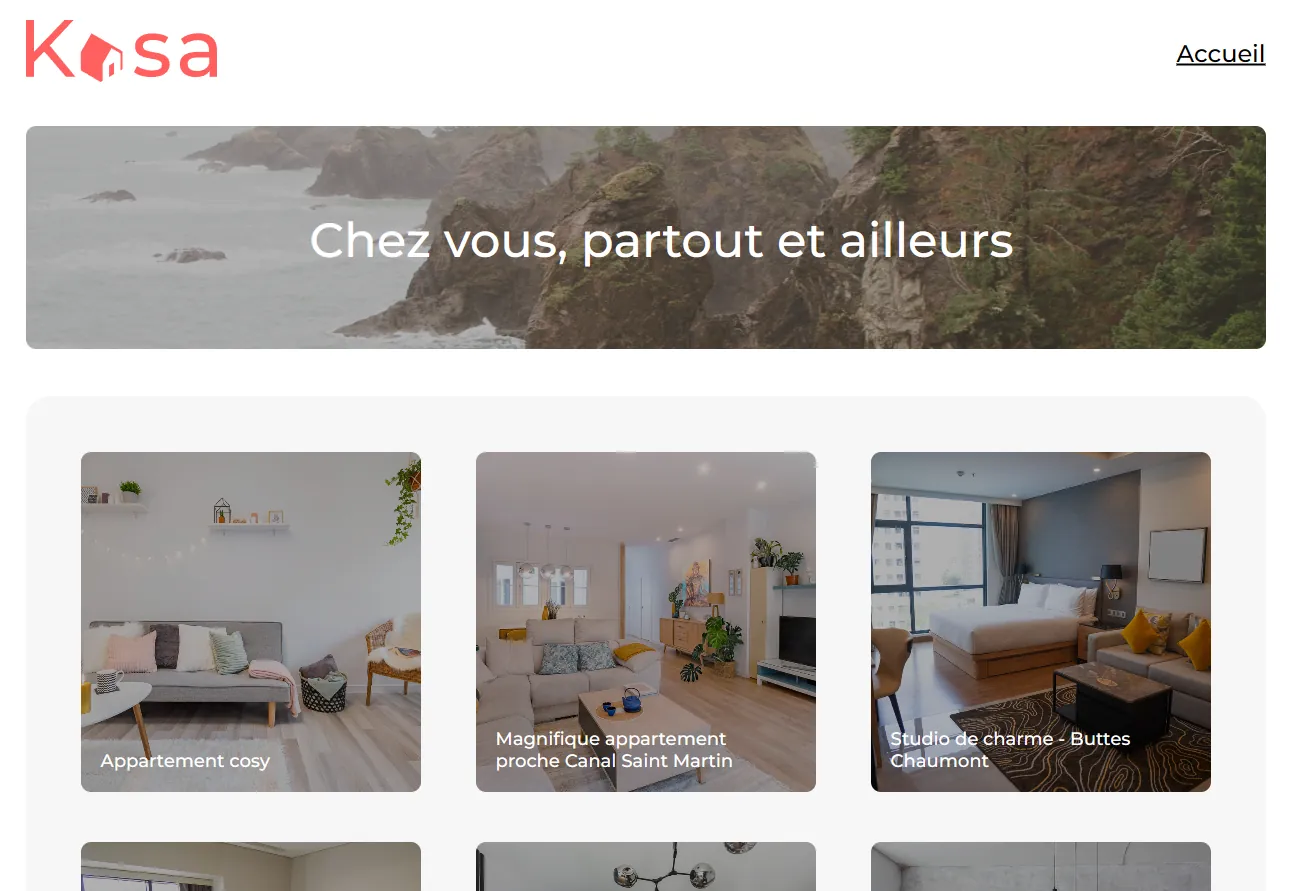 Kasa
Accueil
Chez vous, partout et ailleurs
Appartement cosy
Magnifique appartement
proche Canal Saint Martin
Studio de charme - Buttes
Chaumont